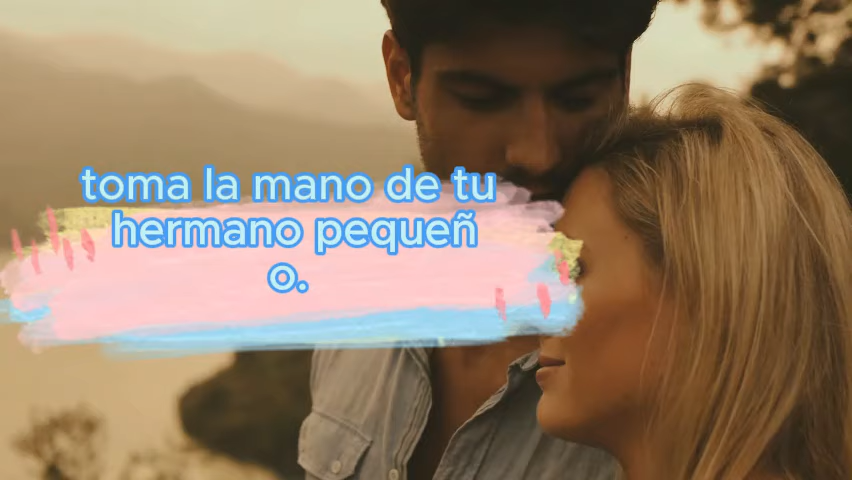 toma la mano de tu
hermano pequeñ
o.